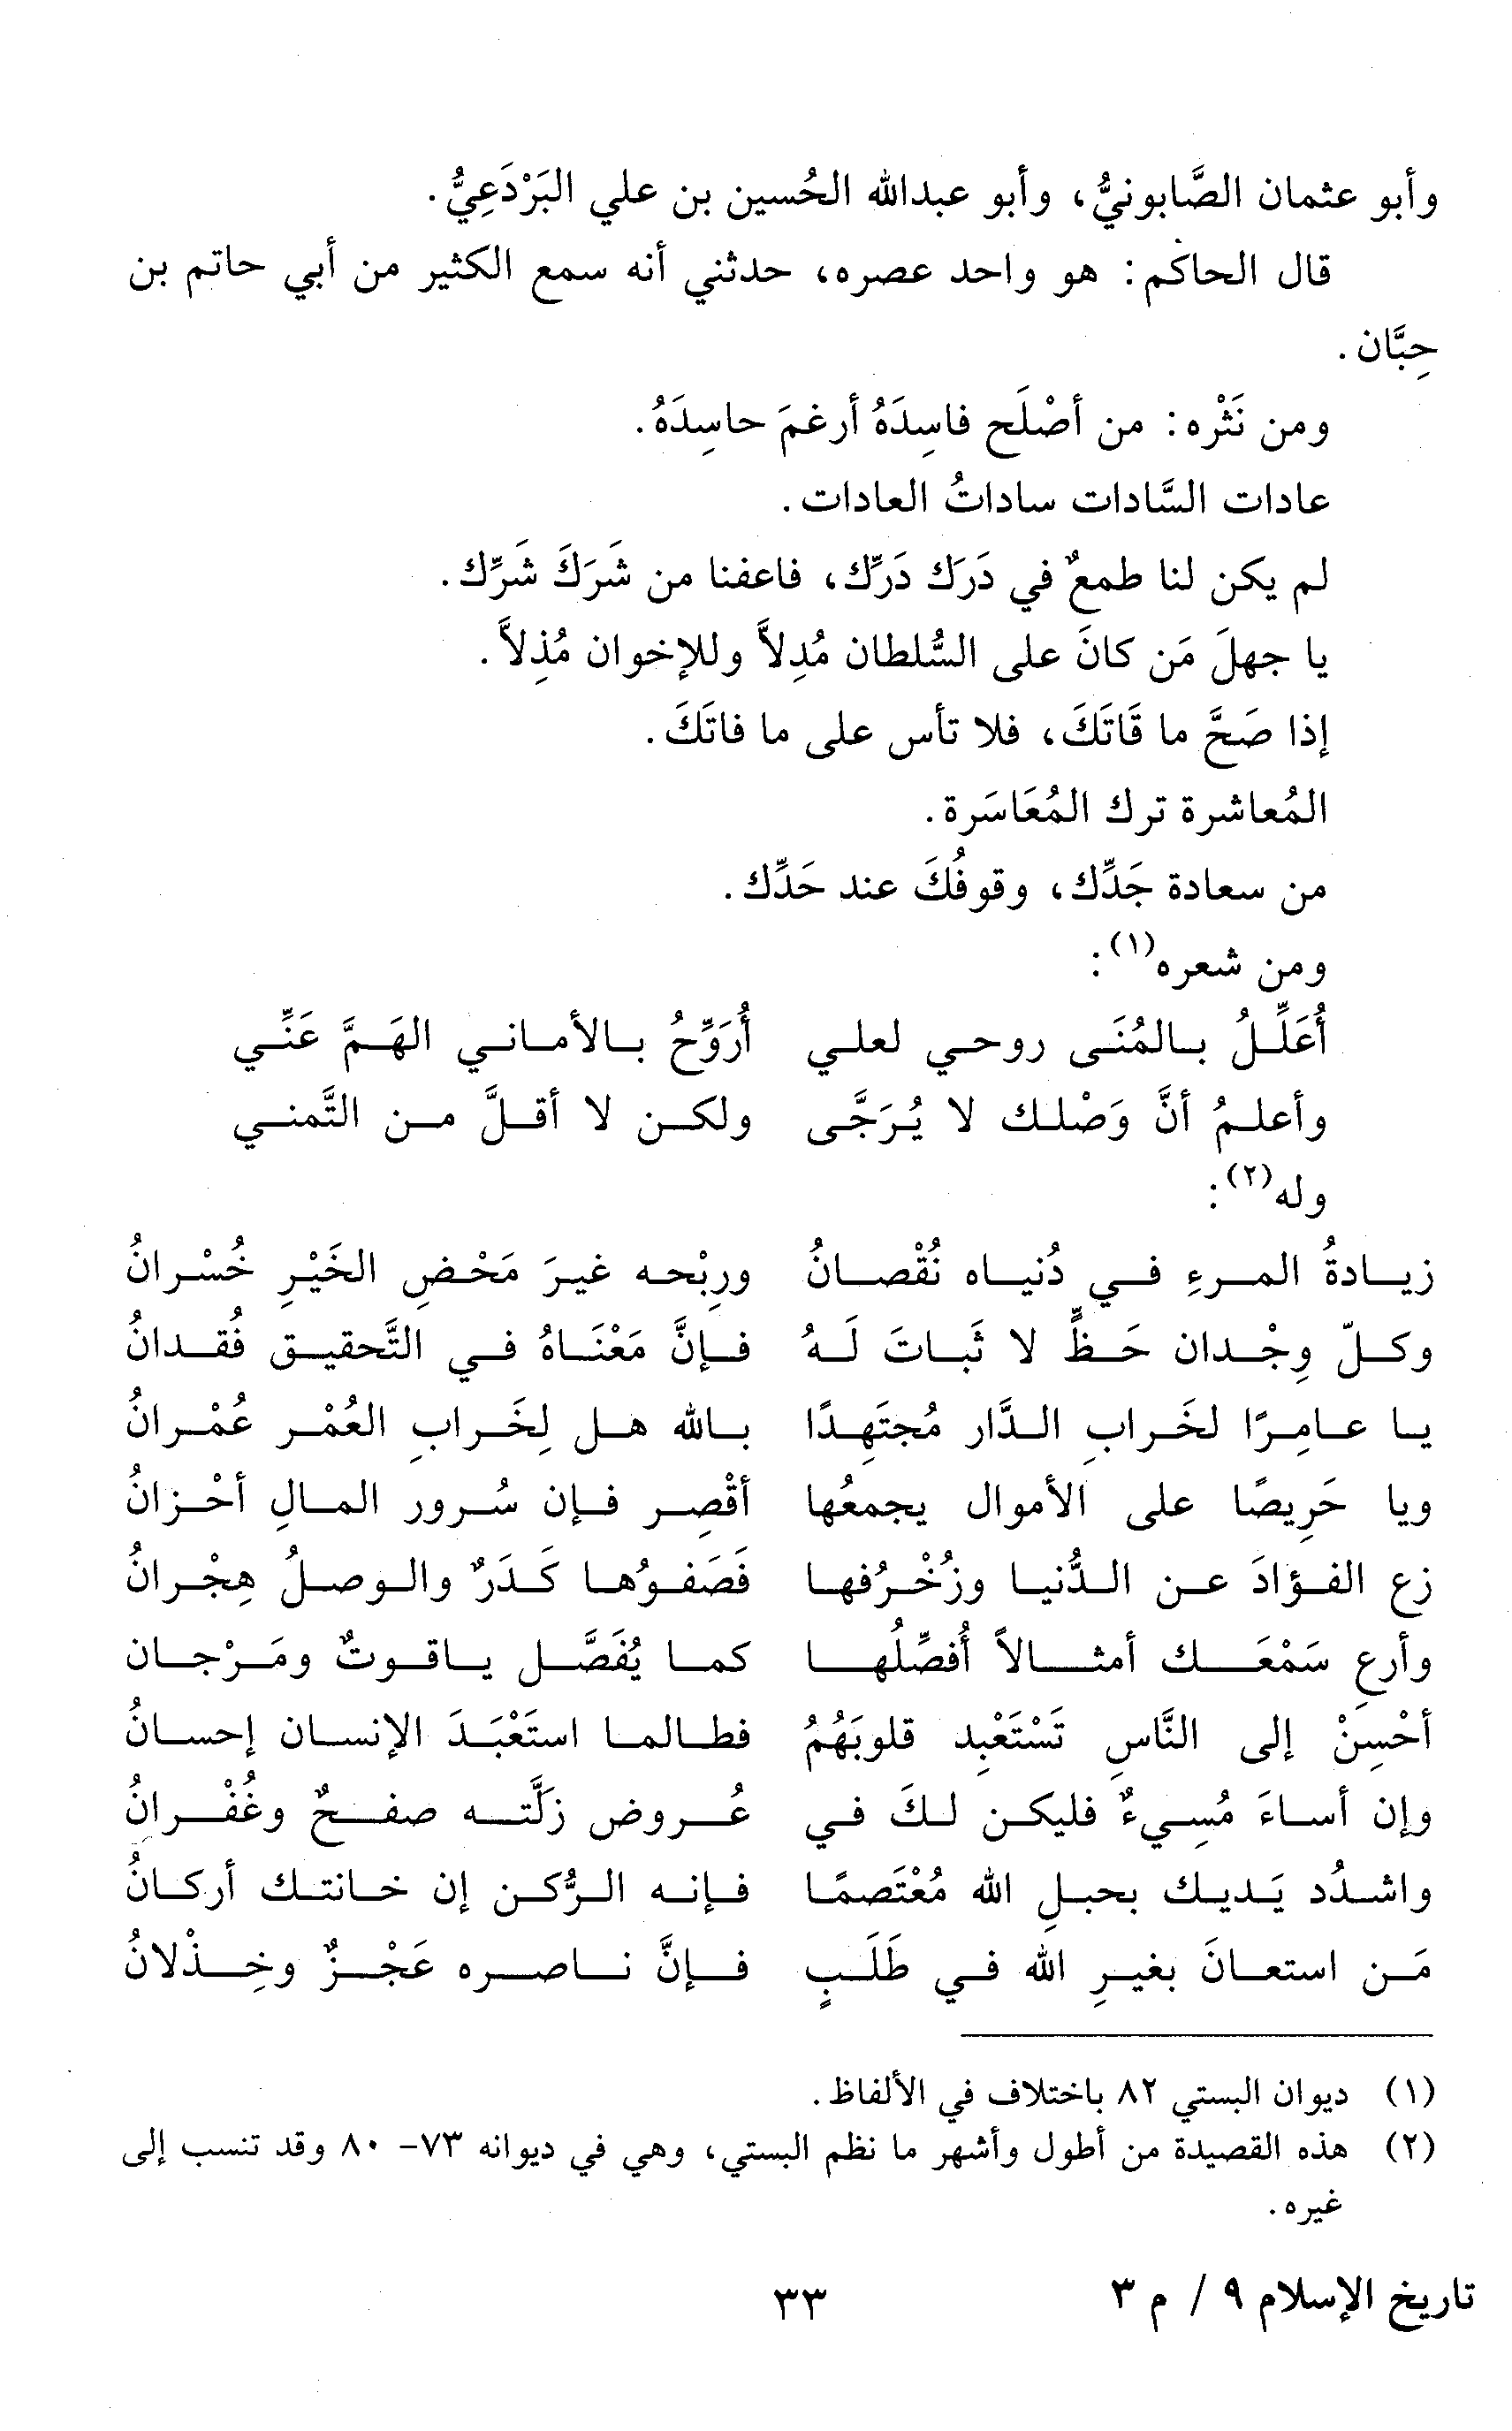 وأبو عثمان الصَّابونيُّ، وأبو عبدالله الحُسين بن علي البَرْدَعِيُّ.
قال الحاكم: هو واحد عصره، حدثني أنه سمع الكثير من أبي حاتم بن
حِبَّان.
ومن نَثْره: من أصْلَح فاسِدَهُ أرغمَ حاسِدَهُ.
عادات السَّادات ساداتُ العادات.
لم يكن لنا طمعٌ في دَرَك دَرِّك، فاعفنا من شَرَكَ شَرِّك.
يا جهلَ مَن كانَ على السُّلطان مُدِلاًّ وللإخوان مُذِلاًّ.
إذا صَحَّ ما قَاتَكَ، فلا تأس على ما فاتَكَ.
المُعاشرة ترك المُعَاسَرة.
من سعادة جَدِّك، وقوفُكَ عند حَدِّك.
ومن شعره(١):
أُعَلِّلُ بالمُنَى روحي لعلي أُرَوِّحُ بالأماني الهَمَّ عَنِّي
وأعلمُ أنَّ وَصْلك لا يُرَجَّى ولكن لا أقلَّ من التَّمني
وله(٢):
زيادةُ المرءِ في دُنياه نُقْصانُ وربْحه غيرَ مَحْضِ الخَيْرِ خُسْرانُ
وكلّ وِجْدان حَظٍّ لا ثَباتَ لَهُ فإنَّ مَعْنَاهُ في التَّحقيق فُقدانُ
يا عامِرًا لخَرابِ الدَّار مُجتَهِدًا بالله هل لِخَرابِ العُمْر عُمْرانُ
ويا حَرِيصًا على الأموال يجمعُها أقْصِر فإن سُرور المالِ أحْزانُ
زع الفؤادَ عن الدُّنيا وزُخْرُفها فَصَفوُها كَدَرٌ والوصلُ هِجْرانُ
وأرعِ سَمْعَك أمثالاً أُفصِّلُها كما يُفَصَّل ياقوتٌ ومَرْجان
أحْسِنْ إلى النَّاسِ تَسْتَعْبِد قلوبَهُمُ فطالما استَعْبَدَ الإنسان إحسانُ
وإن أساءَ مُسِيءٌ فليكن لكَ في عُروض زَلَّته صفحٌ وغُفْرانُ
واشدُد يَديك بحبلِ الله مُعْتَصمًا فإنه الرُّكن إن خانتك أركانُ
مَن استعانَ بغيرِ الله في طَلَبٍ فإنَّ ناصره عَجْزٌ وخِذْلانُ
(١) ديوان البستي ٨٢ باختلاف في الألفاظ.
(٢) هذه القصيدة من أطول وأشهر ما نظم البستي، وهي في ديوانه ٧٣- ٨٠ وقد تنسب إلى
غيره.
تاريخ الإسلام ٩ / م ٣
٣٣